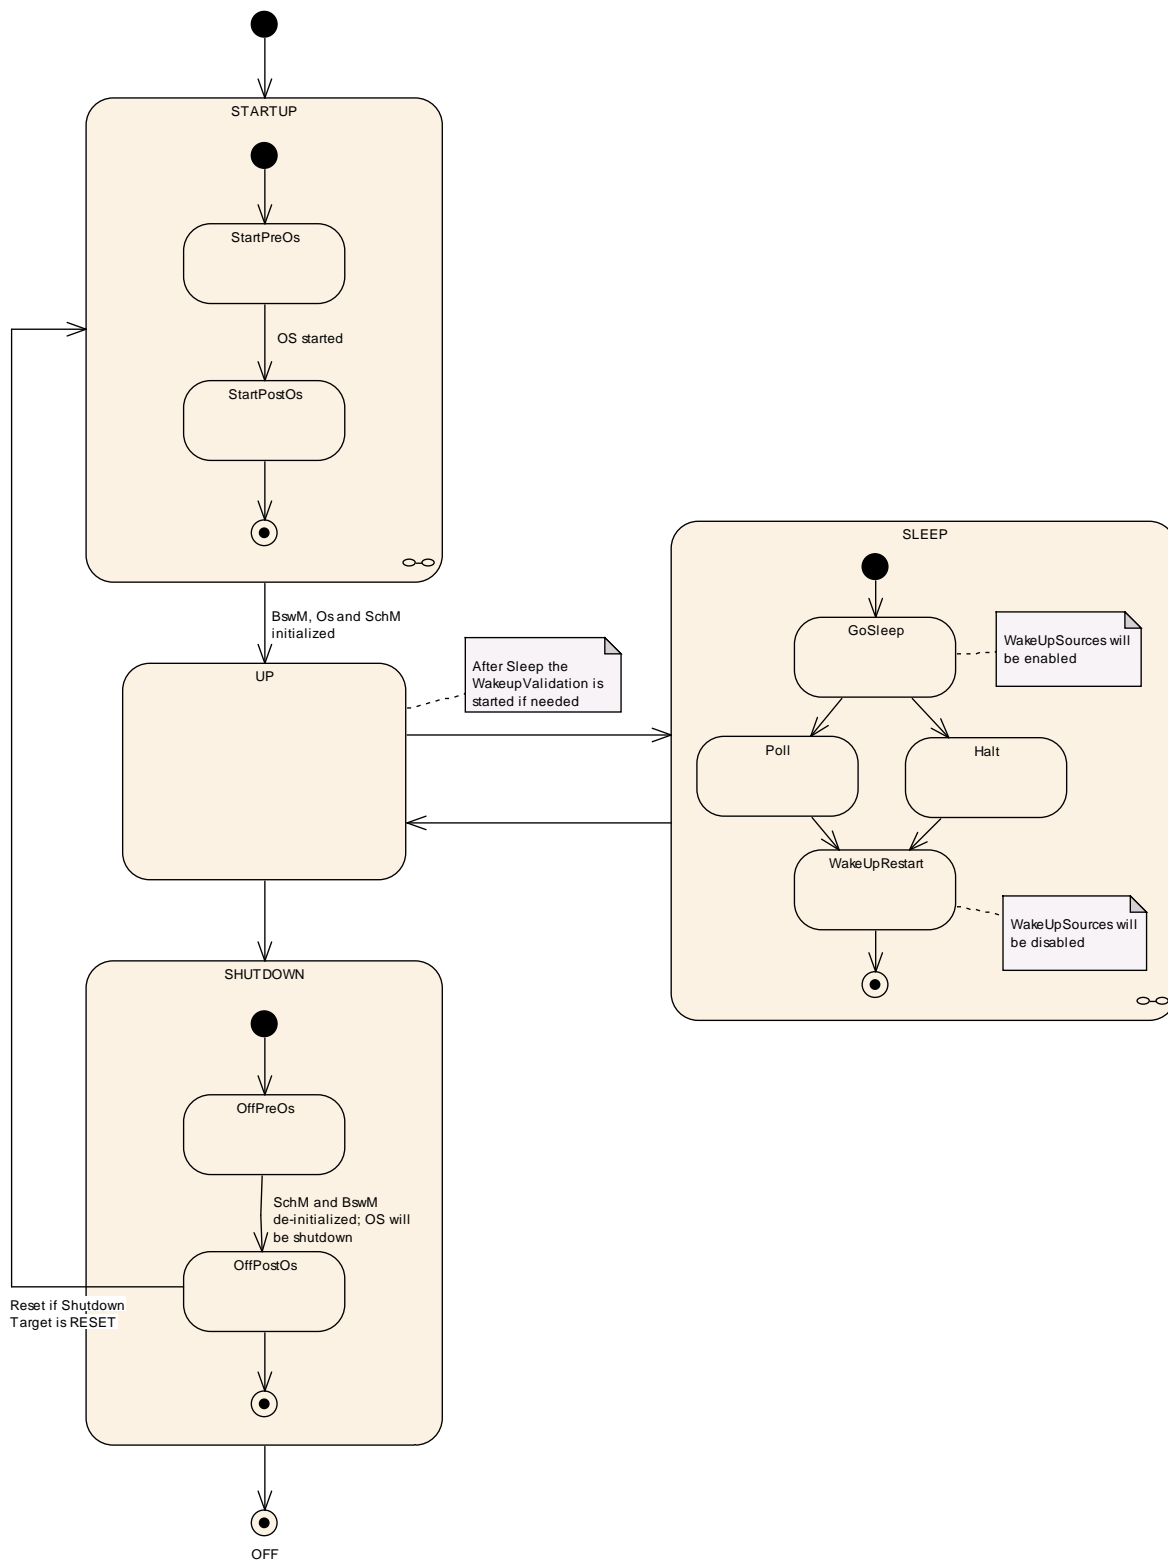 STARTUP
StartPreOs
OS started
StartPostOs
BswM, Os and SchM
initialized
UP
After Sleep the
WakeupValidation is
started if needed
SLEEP
GoSleep
WakeUpSources will
be enabled
Poll
Halt
WakeUpRestart
WakeUpSources will
be disabled
SHUTDOWN
OffPreOs
SchM and BswM
de-initialized; OS will
be shutdown
OffPostOs
Reset if Shutdown
Target is RESET
OFF